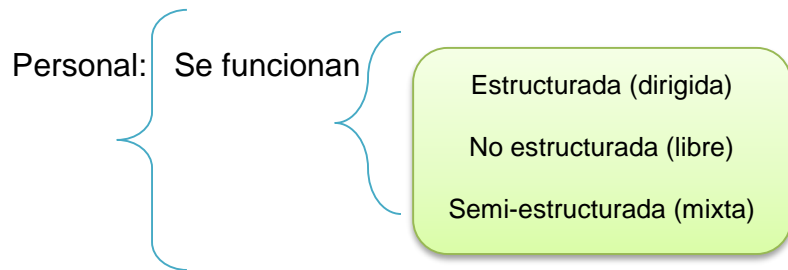 Personal: Se funcionan
Estructurada (dirigida)
No estructurada (libre)
Semi-estructurada (mixta)